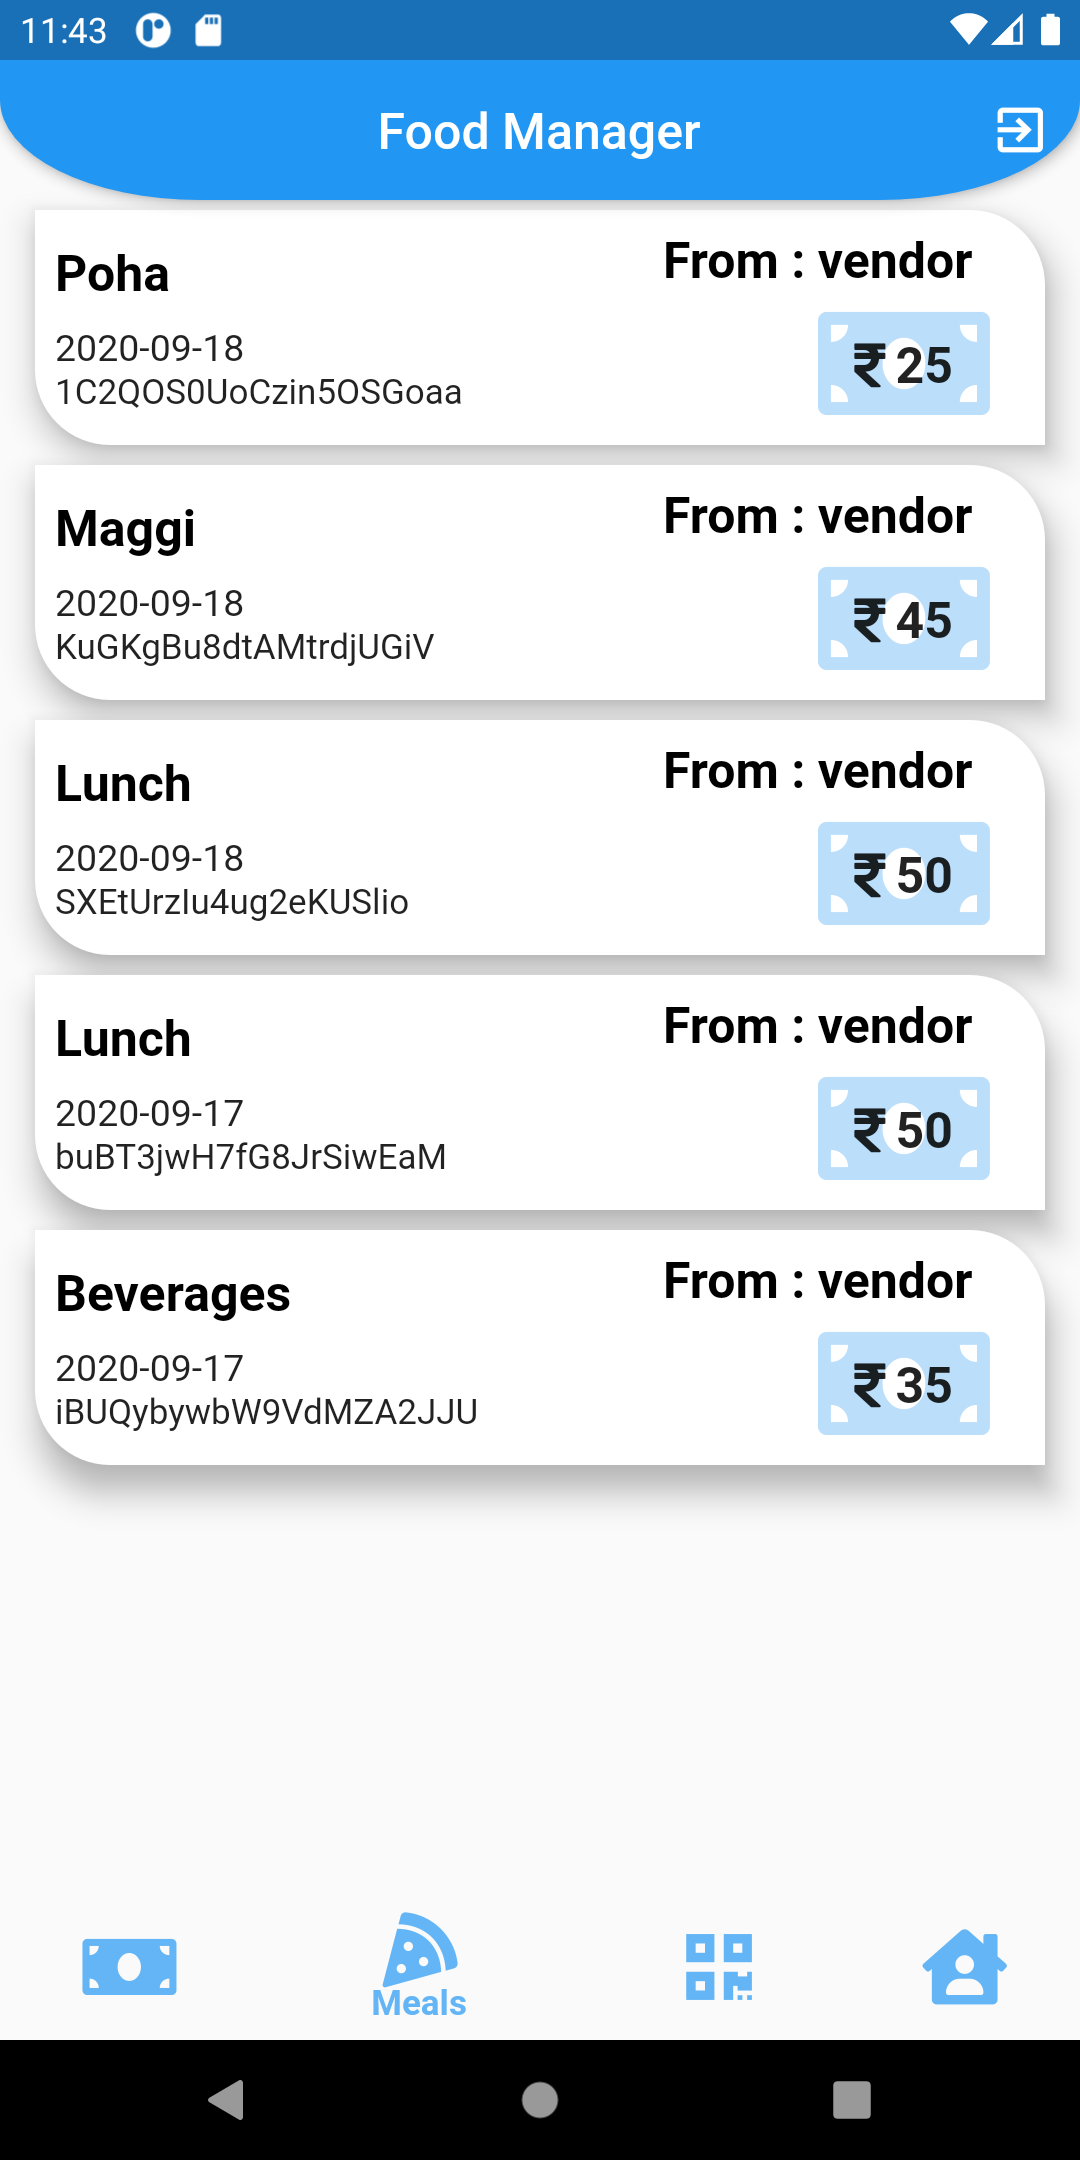 11:43
Food Manager
Poha
From : vendor
2020-09-18
1C2QOS0UoCzin5OSGoaa
₹ 25
Maggi
From : vendor
2020-09-18
KuGKgBu8dtAMtrdjUGiV
₹ 45
Lunch
From : vendor
2020-09-18
SXEtUrzIu4ug2eKUSlio
₹ 50
Lunch
From : vendor
2020-09-17
buBT3jwH7fG8JrSiwEaM
₹ 50
Beverages
From : vendor
2020-09-17
iBUQybywbW9VdMZA2JJU
₹ 35
Meals